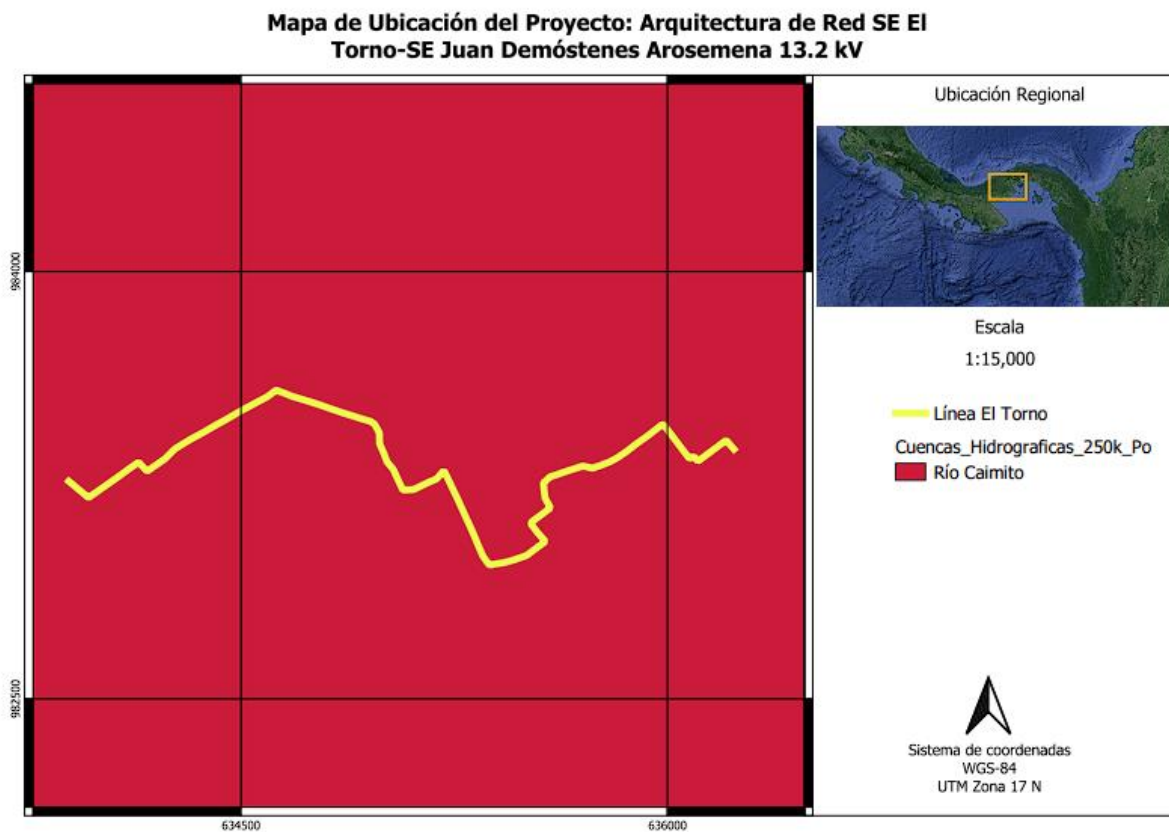 Mapa de Ubicación del Proyecto: Arquitectura de Red SE El
Torno-SE Juan Demóstenes Arosemena 13.2 kV
Ubicación Regional
984000
982500
634500
636000
Escala
1:15,000
Línea El Torno
Cuencas_Hidrograficas_250k_Po
Río Caimito
Sistema de coordenadas
WGS-84
UTM Zona 17 N